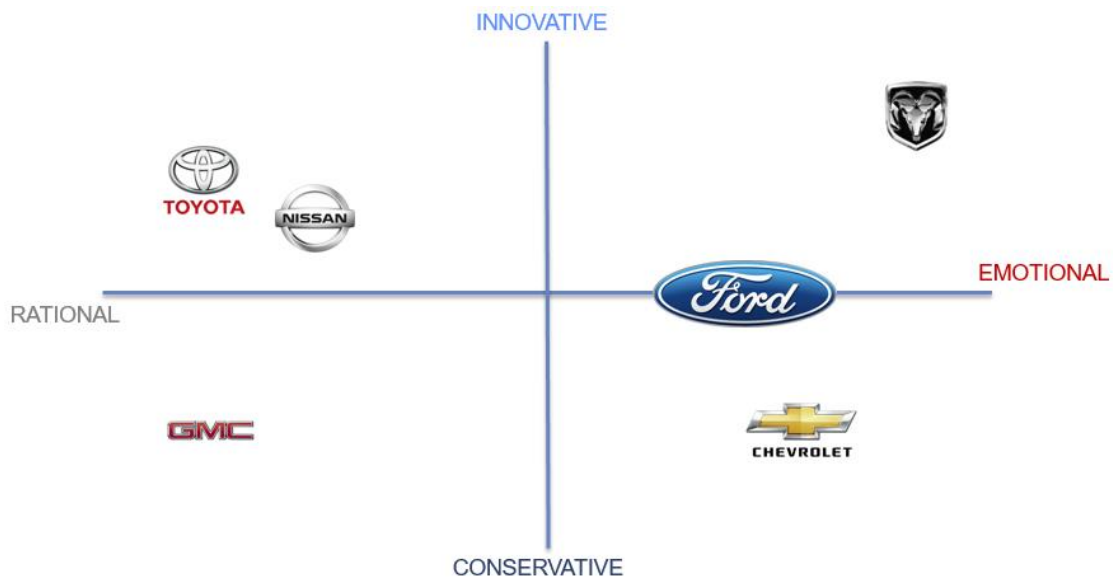 INNOVATIVE
TOYOTA
NISSAN
Ford
EMOTIONAL
RATIONAL
GMC
CHEVROLET
CONSERVATIVE